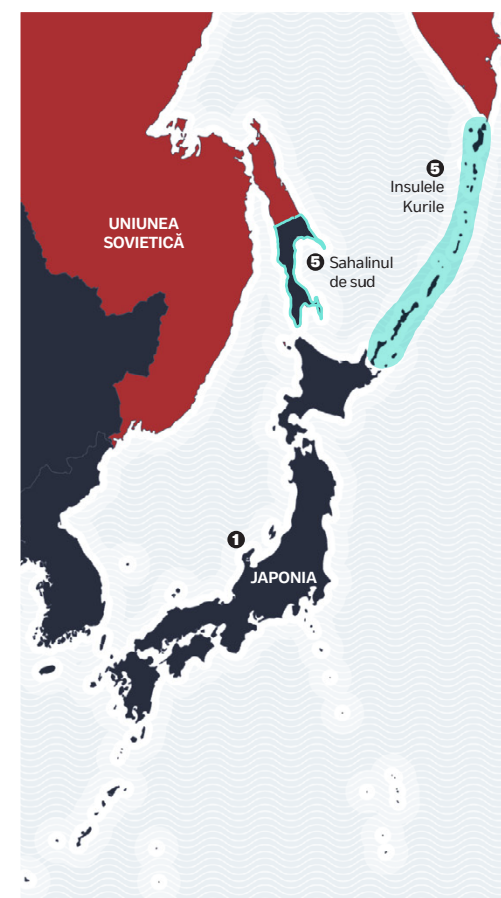 5
Insulele
Kurile
UNIUNEA
SOVIETICĂ
5 Sahalinul
de sud
1
JAPONIA